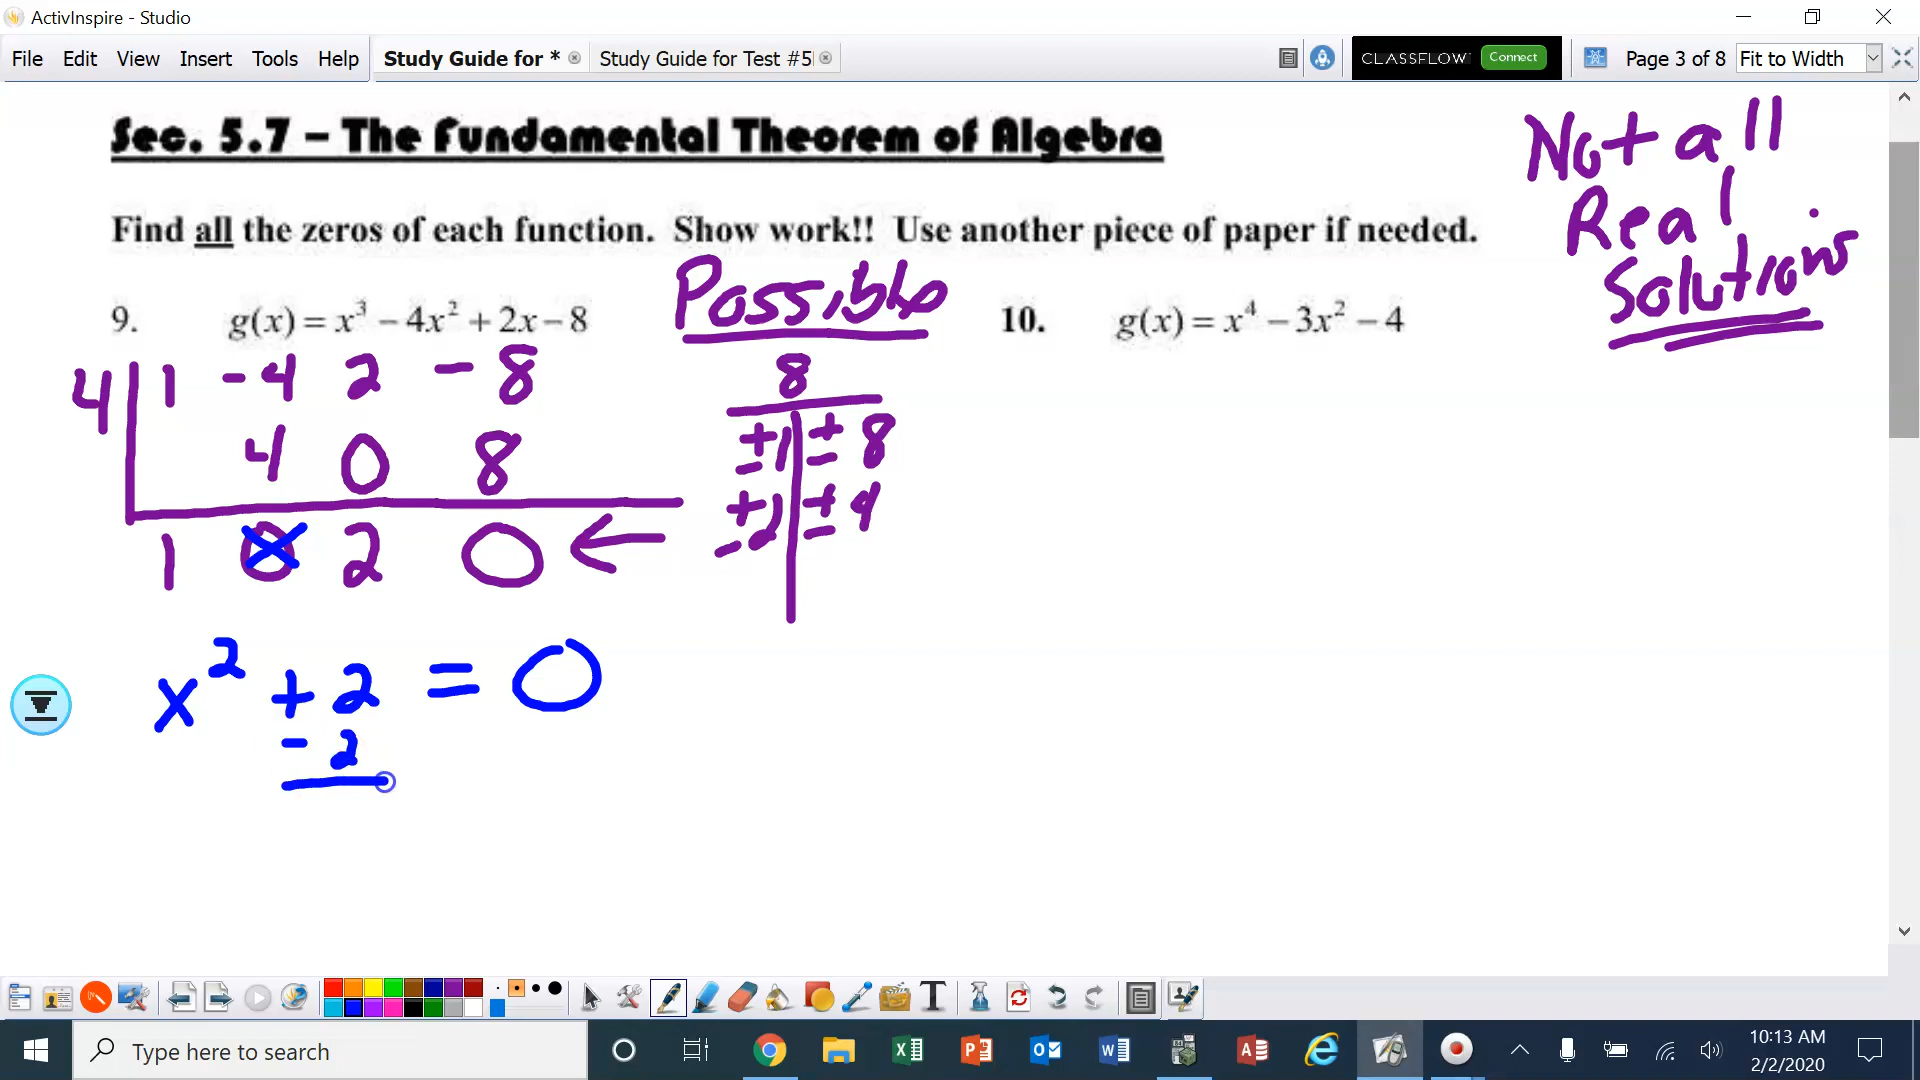 ActivInspire - Studio
File Edit View Insert Tools Help
Study Guide for *
Study Guide for Test #5
CLASSFLOW Connect
Page 3 of 8 Fit to Width
Sec. 5.7 – The Fundamental Theorem of Algebra
Not all
Real
Solutions
Find all the zeros of each function. Show work!! Use another piece of paper if needed.
9. g(x) = x³ − 4x² + 2x − 8
4 | 1 -4 2 -8
4 0 8
1 0 2 0 ←
x² + 2 = 0
- 2
Possible
8
±1 | ±8
±2 | ±4
10. g(x) = x⁴ − 3x² − 4
T
Type here to search
10:13 AM
2/2/2020